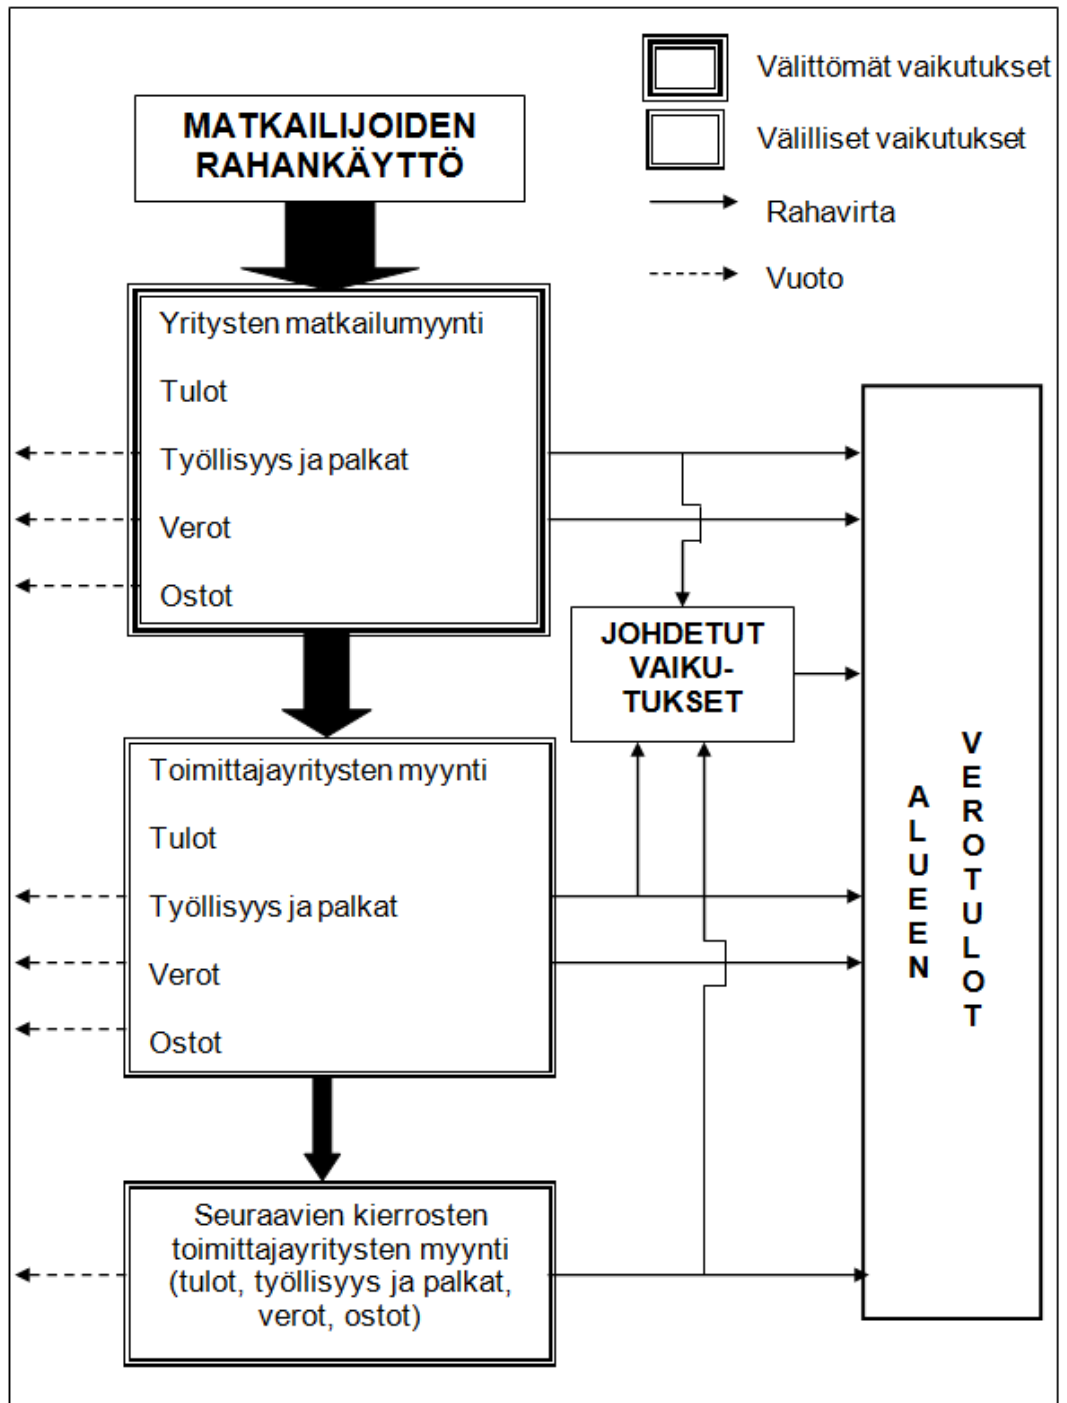 Välittömät vaikutukset
Välilliset vaikutukset
Rahavirta
Vuoto
MATKAILIJOIDEN
RAHANKÄYTTÖ
Yritysten matkailumyynti
Tulot
Työllisyys ja palkat
Verot
Ostot
JOHDETUT
VAIKU-
TUKSET
Toimittajayritysten myynti
Tulot
Työllisyys ja palkat
Verot
Ostot
Seuraavien kierrosten
toimittajayritysten myynti
(tulot, työllisyys ja palkat,
verot, ostot)
ALUEEN
VEROTULOT